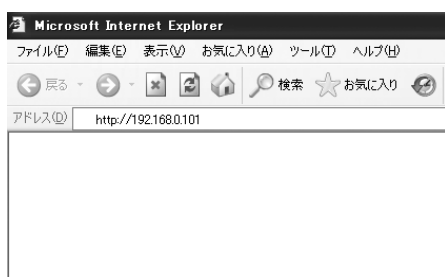 Microsoft Internet Explorer
ファイル(F) 編集(E) 表示(V) お気に入り(A) ツール(T) ヘルプ(H)
戻る 検索 お気に入り
アドレス(D) http://192.168.0.101